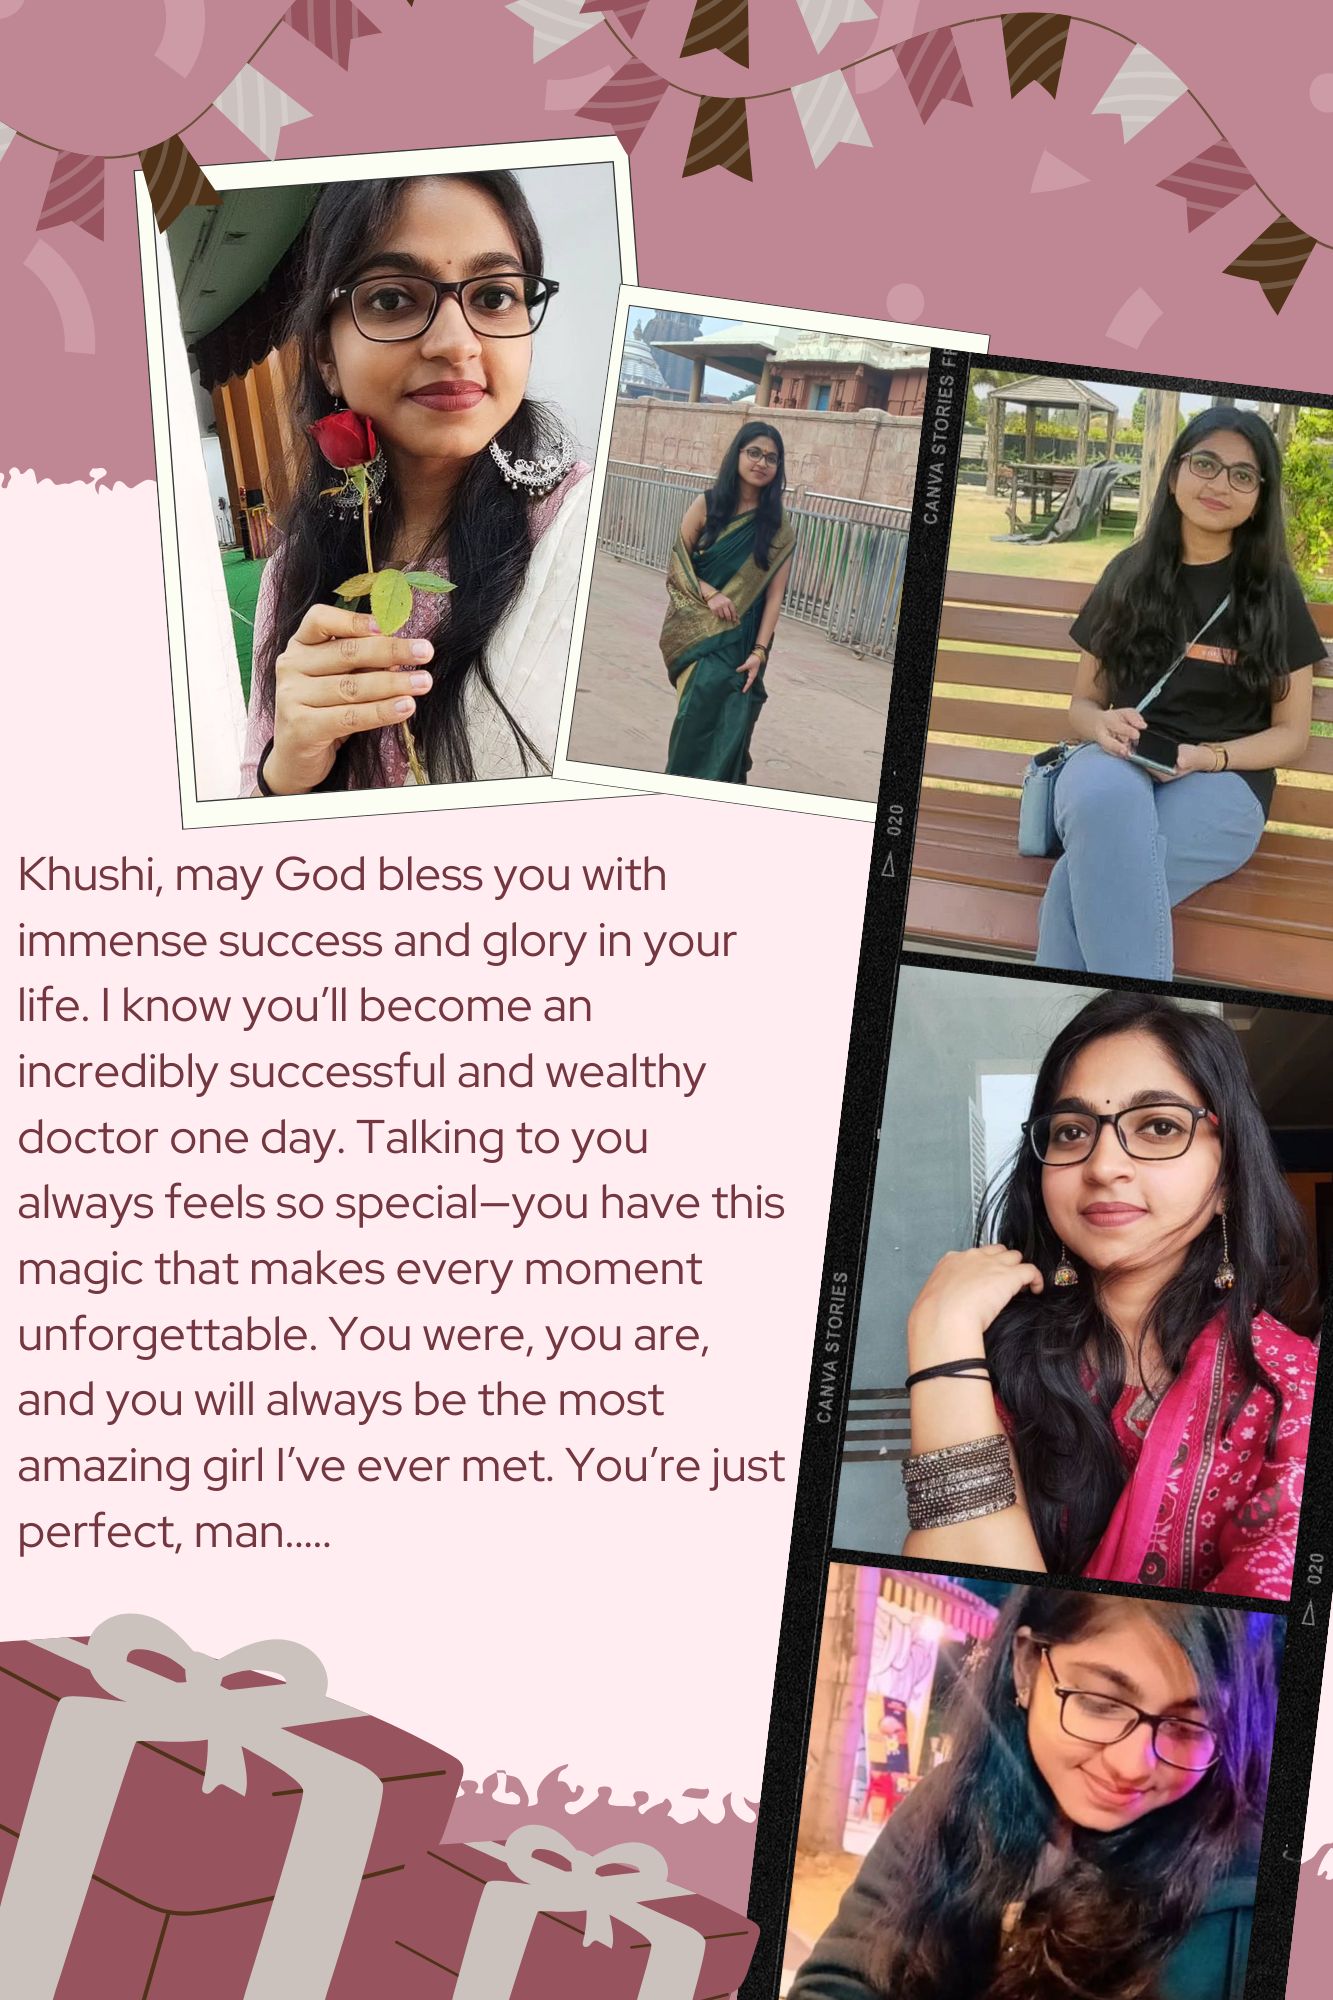 CANVA STORIES FR
Khushi, may God bless you with
immense success and glory in your
life. I know you’ll become an
incredibly successful and wealthy
doctor one day. Talking to you
always feels so special—you have this
magic that makes every moment
unforgettable. You were, you are,
and you will always be the most
amazing girl I’ve ever met. You’re just
perfect, man.....
020
CANVA STORIES
020